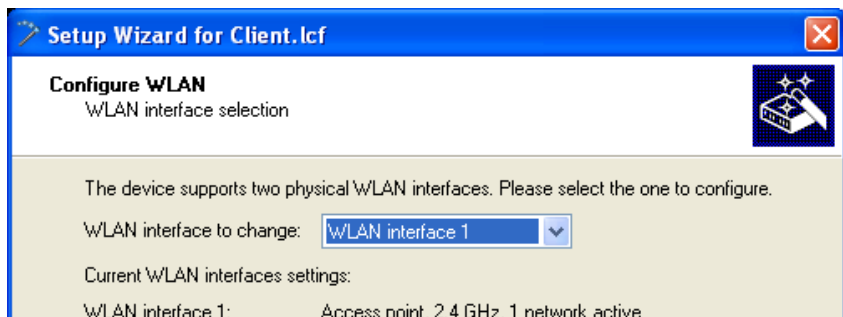 Setup Wizard for Client.lcf
Configure WLAN
WLAN interface selection
The device supports two physical WLAN interfaces. Please select the one to configure.
WLAN interface to change: WLAN interface 1
Current WLAN interfaces settings:
WLAN interface 1: Access point, 2.4 GHz, 1 network active